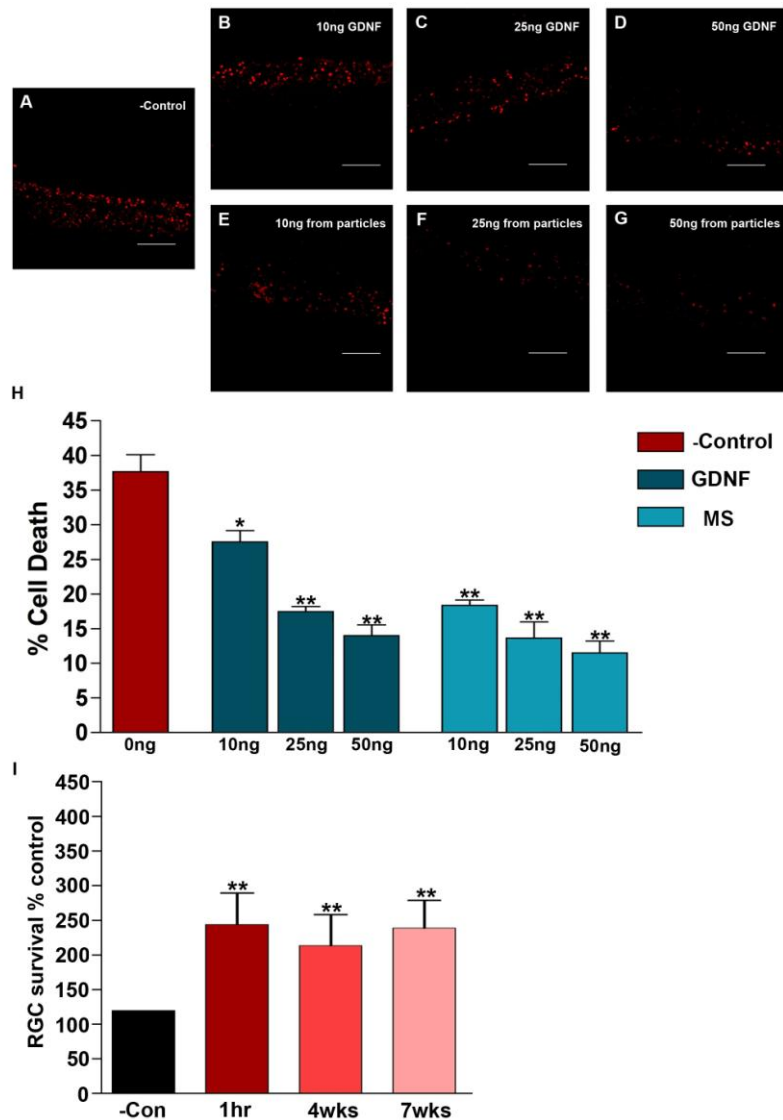 B
10ng GDNF
C
25ng GDNF
D
50ng GDNF
A
-Control
E
10ng from particles
F
25ng from particles
G
50ng from particles
H
% Cell Death
45
40
35
30
25
20
15
10
5
0
*
**
**
**
**
**
0ng
10ng
25ng
50ng
10ng
25ng
50ng
-Control
GDNF
MS
I
RGC survival % control
450
400
350
300
250
200
150
100
50
0
**
**
**
-Con
1hr
4wks
7wks